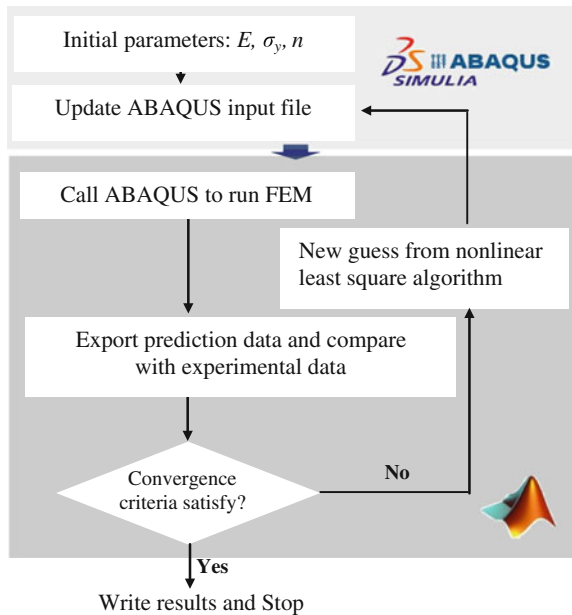 Initial parameters: E, σy, n
DS SIMULIA ABAQUS
Update ABAQUS input file
Call ABAQUS to run FEM
New guess from nonlinear
least square algorithm
Export prediction data and compare
with experimental data
Convergence
criteria satisfy?
No
Yes
Write results and Stop